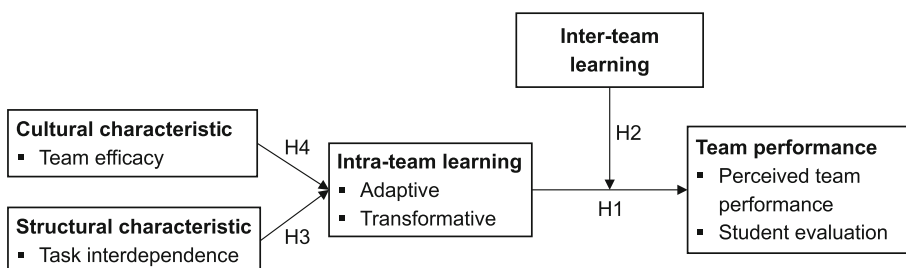 Inter-team
learning
H2
Cultural characteristic
▪ Team efficacy
H4
Intra-team learning
▪ Adaptive
▪ Transformative
H1
Team performance
▪ Perceived team
performance
▪ Student evaluation
H3
Structural characteristic
▪ Task interdependence